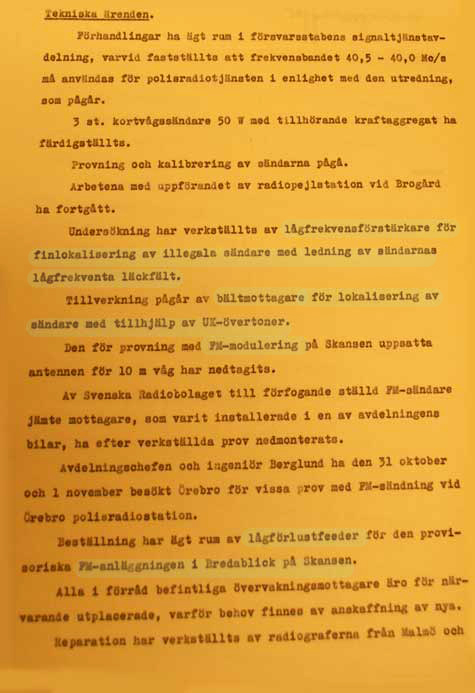 Tekniska ärenden.
Förhandlingar ha ägt rum i försvarsstabens signaltjänstav-
delning, varvid fastställts att frekvensbandet 40,5 - 40,0 Mc/s
må användas för polisradiotjänsten i enlighet med den utredning,
som pågår.
3 st. kortvågssändare 50 W med tillhörande kraftaggregat ha
färdigställts.
Provning och kalibrering av sändarna pågå.
Arbetena med uppförandet av radiopejlstation vid Brogård
ha fortgått.
Undersökning har verkställts av lågfrekvensförstärkare för
finlokalisering av illegala sändare med ledning av sändarnas
lågfrekventa läckfält.
Tillverkning pågår av bältmottagare för lokalisering av
sändare med tillhjälp av UK-övertoner.
Den för provning med FM-modulering på Skansen uppsatta
antennen för 10 m våg har nedtagits.
Av Svenska Radiobolaget till förfogande ställd FM-sändare
jämte mottagare, som varit installerade i en av avdelningens
bilar, ha efter verkställda prov nedmonterats.
Avdelningschefen och ingeniör Berglund ha den 31 oktober
och 1 november besökt Örebro för vissa prov med FM-sändning vid
Örebro polisradiostation.
Beställning har ägt rum av lågförlustfeeder för den provi-
soriska FM-anläggningen i Bredablick på Skansen.
Alla i förråd befintliga övervakningsmottagare äro för när-
varande utplacerade, varför behov finnes av anskaffning av nya.
Reparation har verkställts av radiograferna från Malmö och